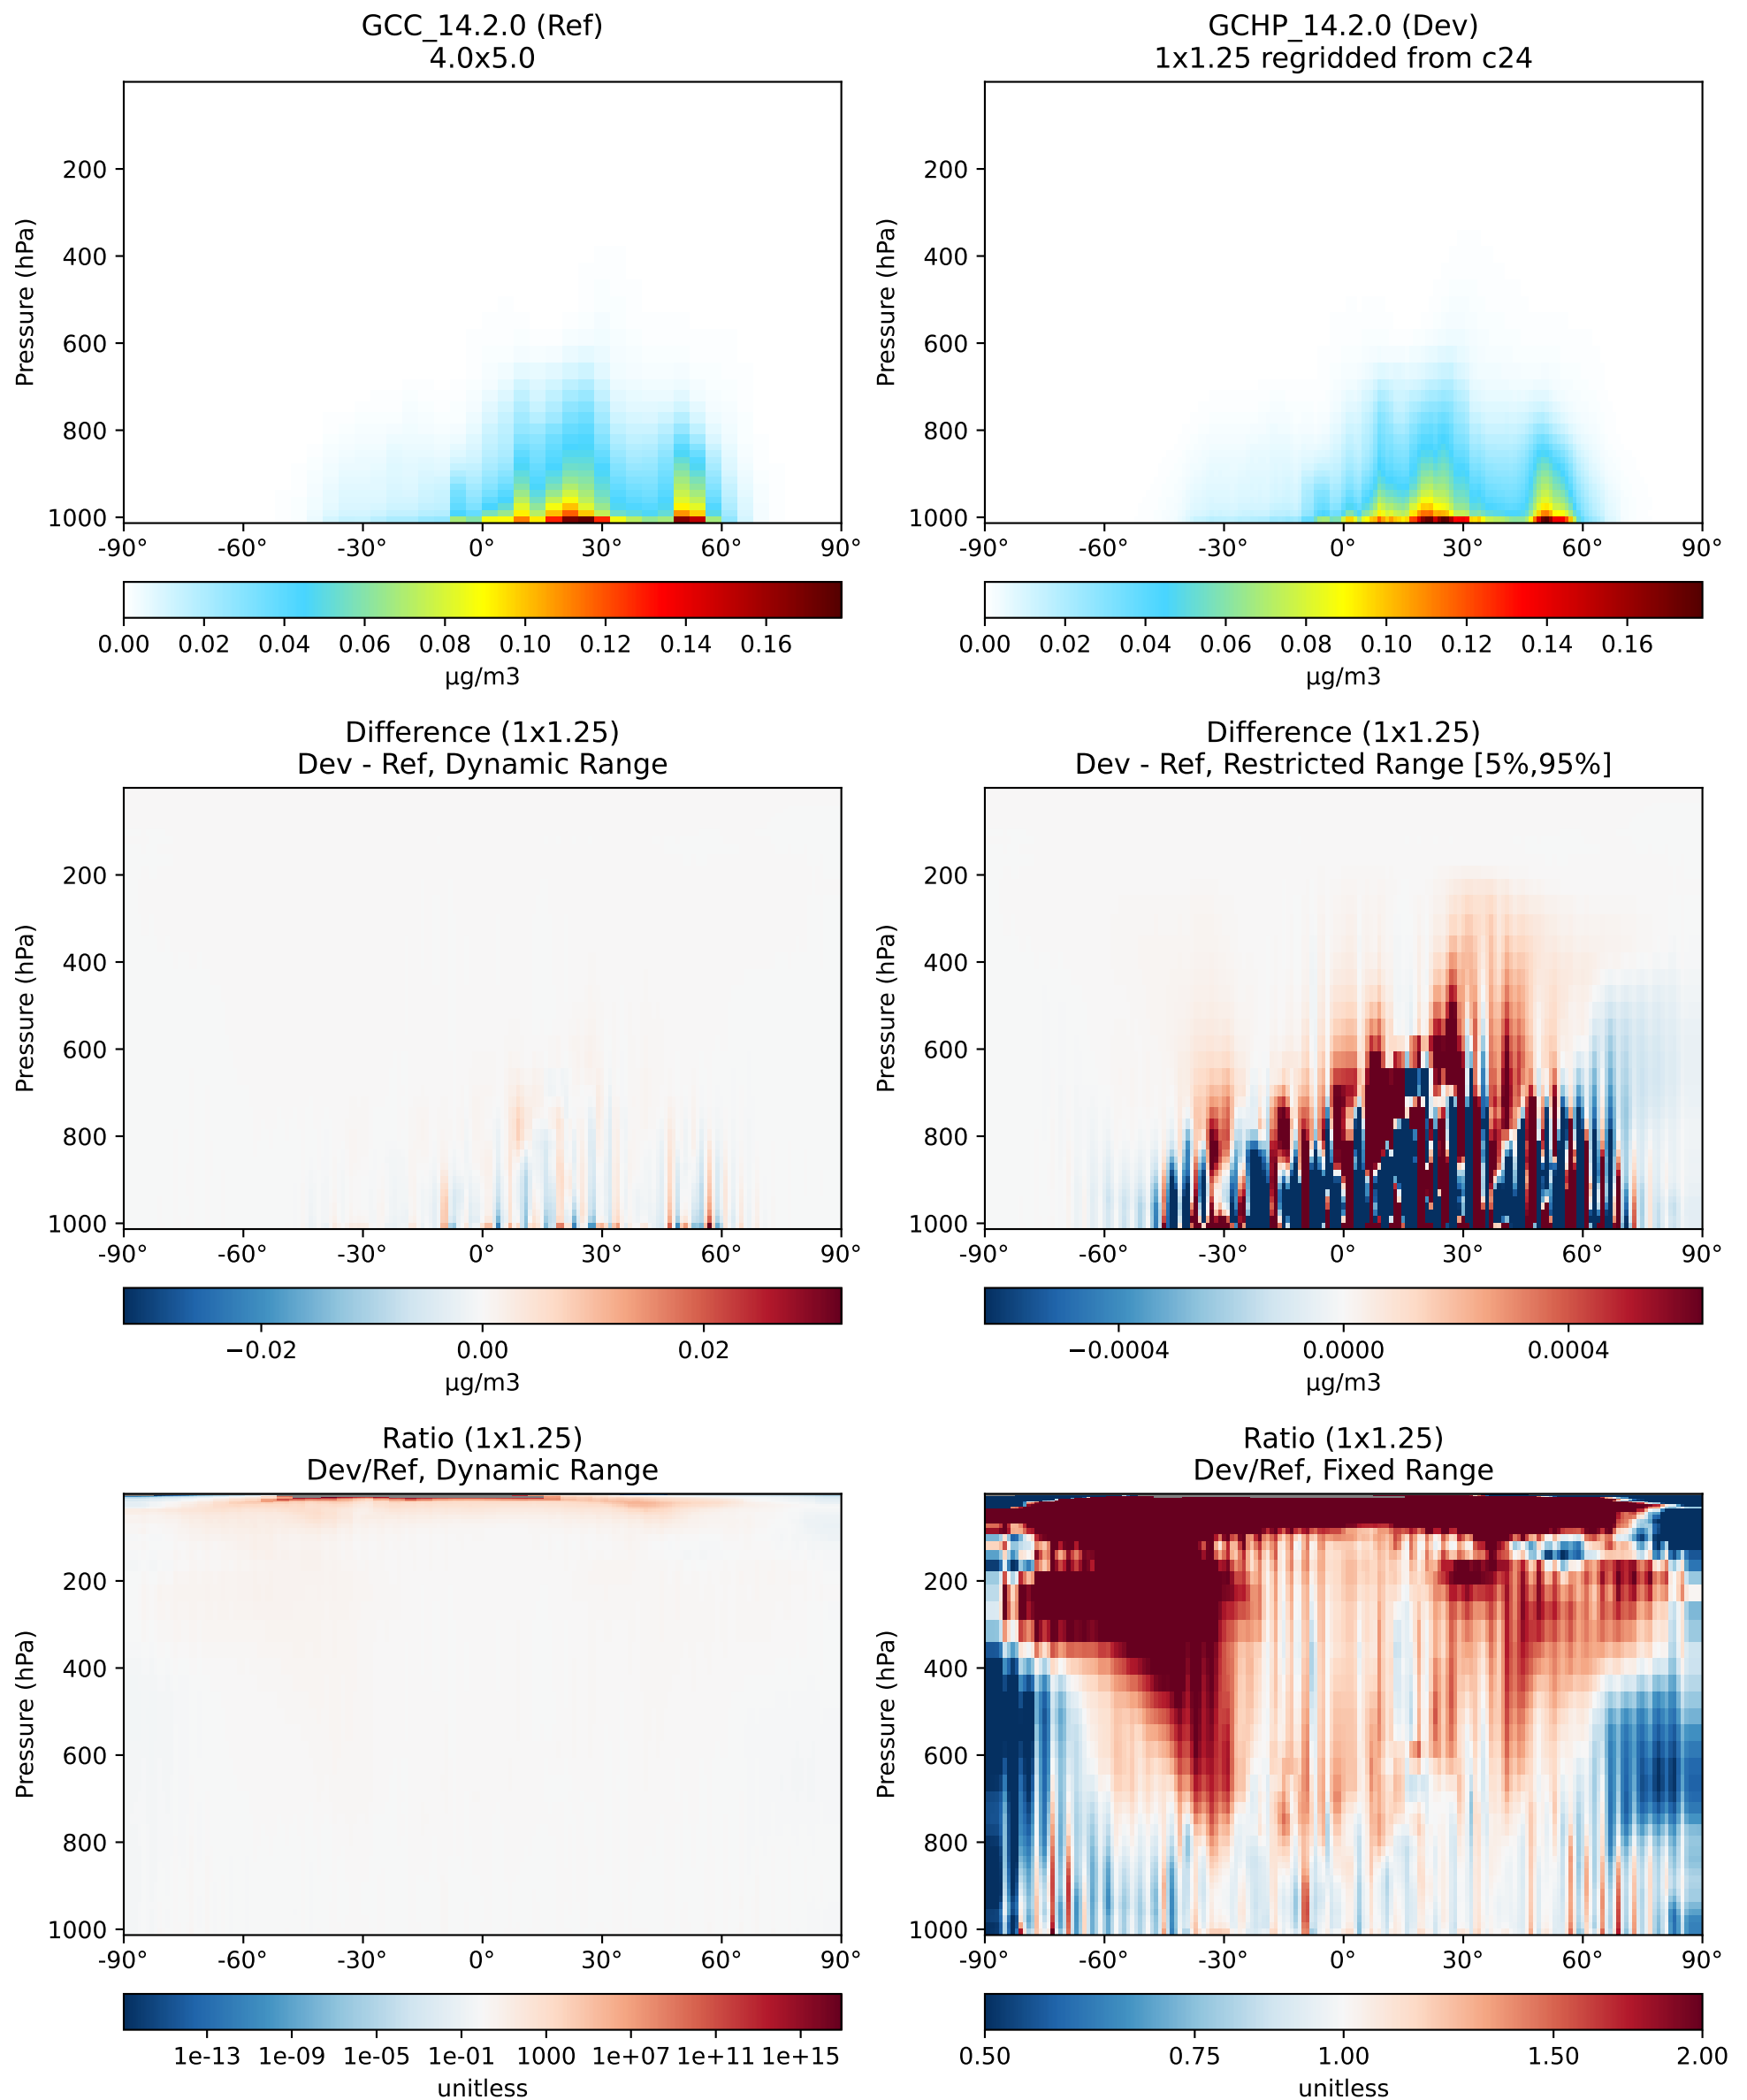 GCC_14.2.0 (Ref)
4.0x5.0
Pressure (hPa)
200
400
600
800
1000
-90° -60° -30° 0° 30° 60° 90°
0.00 0.02 0.04 0.06 0.08 0.10 0.12 0.14 0.16
µg/m3
GCHP_14.2.0 (Dev)
1x1.25 regridded from c24
Pressure (hPa)
200
400
600
800
1000
-90° -60° -30° 0° 30° 60° 90°
0.00 0.02 0.04 0.06 0.08 0.10 0.12 0.14 0.16
µg/m3
Difference (1x1.25)
Dev - Ref, Dynamic Range
Pressure (hPa)
200
400
600
800
1000
-90° -60° -30° 0° 30° 60° 90°
−0.02 0.00 0.02
µg/m3
Difference (1x1.25)
Dev - Ref, Restricted Range [5%,95%]
Pressure (hPa)
200
400
600
800
1000
-90° -60° -30° 0° 30° 60° 90°
−0.0004 0.0000 0.0004
µg/m3
Ratio (1x1.25)
Dev/Ref, Dynamic Range
Pressure (hPa)
200
400
600
800
1000
-90° -60° -30° 0° 30° 60° 90°
1e-13 1e-09 1e-05 1e-01 1000 1e+07 1e+11 1e+15
unitless
Ratio (1x1.25)
Dev/Ref, Fixed Range
Pressure (hPa)
200
400
600
800
1000
-90° -60° -30° 0° 30° 60° 90°
0.50 0.75 1.00 1.50 2.00
unitless